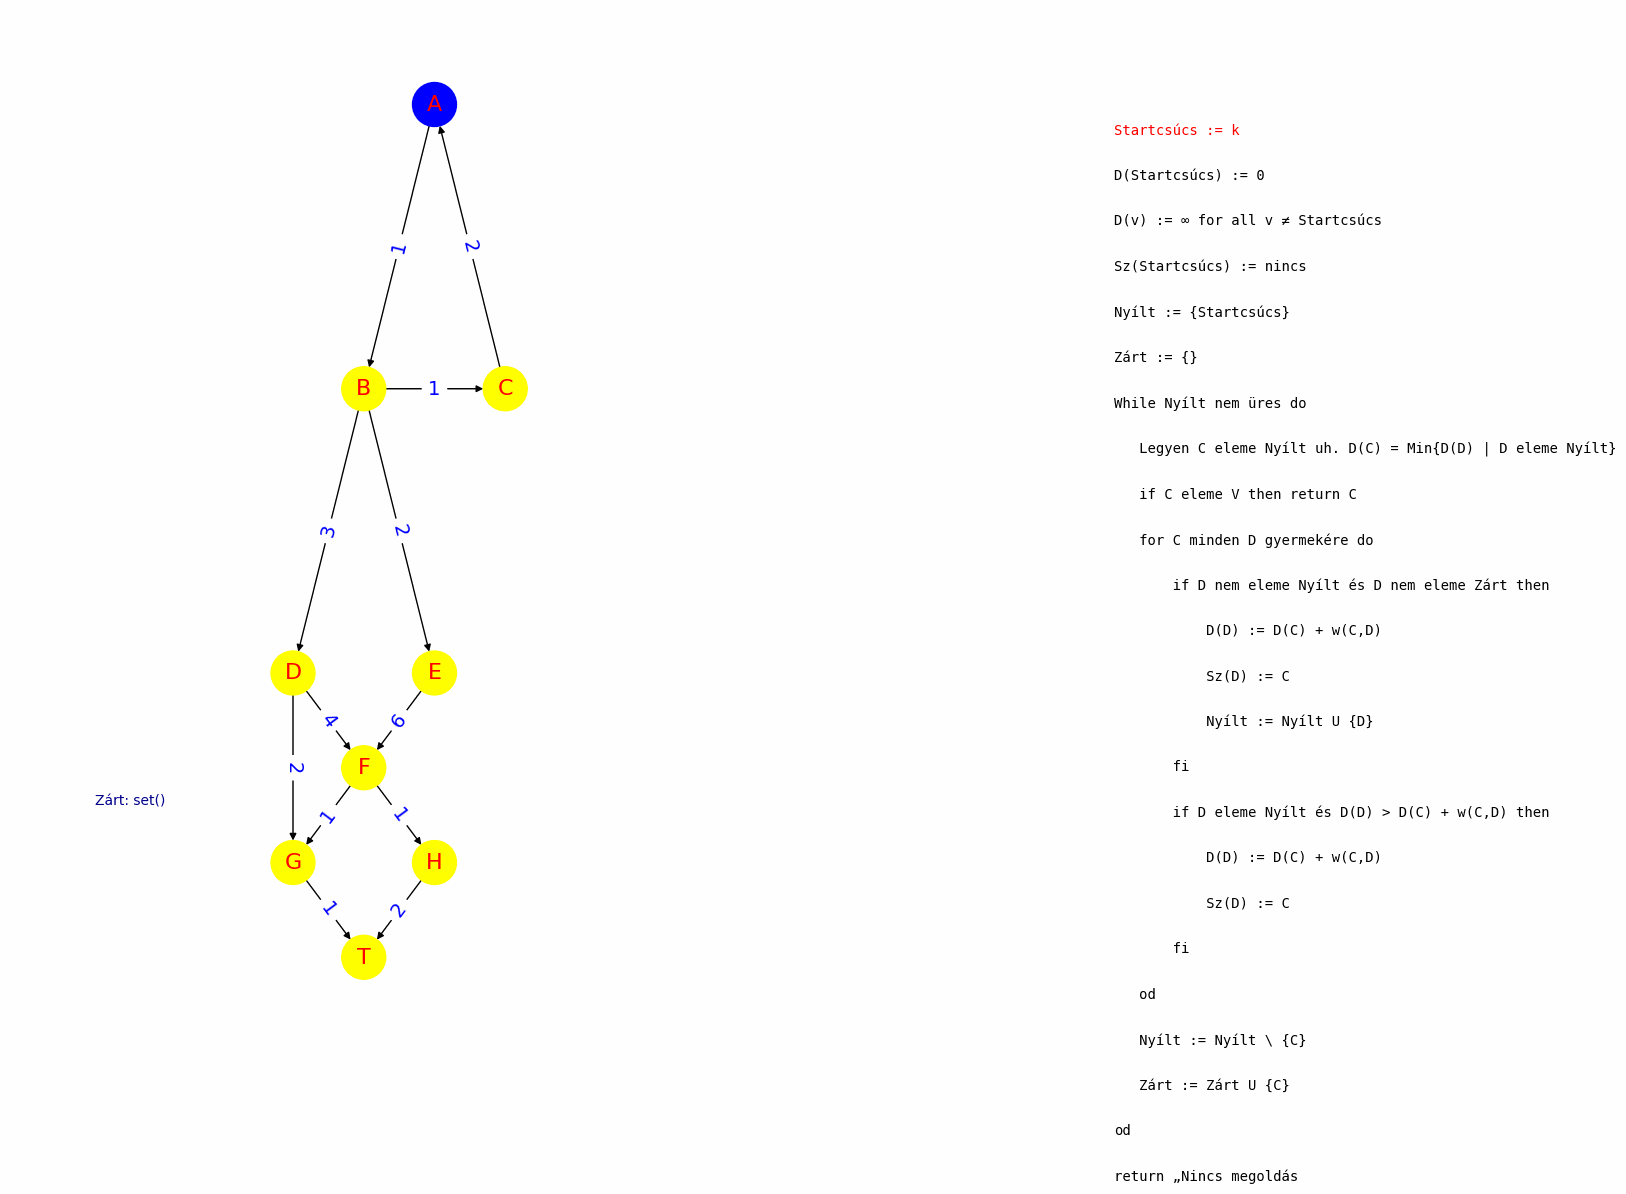 A
1
2
B
1
C
3
2
D
E
4
6
2
F
Zárt: set()
1
1
G
H
1
2
T
Startcsúcs := k
D(Startcsúcs) := 0
D(v) := ∞ for all v ≠ Startcsúcs
Sz(Startcsúcs) := nincs
Nyílt := {Startcsúcs}
Zárt := {}
While Nyílt nem üres do
Legyen C eleme Nyílt uh. D(C) = Min{D(D) | D eleme Nyílt}
if C eleme V then return C
for C minden D gyermekére do
if D nem eleme Nyílt és D nem eleme Zárt then
D(D) := D(C) + w(C,D)
Sz(D) := C
Nyílt := Nyílt U {D}
fi
if D eleme Nyílt és D(D) > D(C) + w(C,D) then
D(D) := D(C) + w(C,D)
Sz(D) := C
fi
od
Nyílt := Nyílt \ {C}
Zárt := Zárt U {C}
od
return „Nincs megoldás